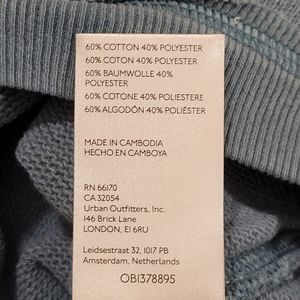 60% COTTON 40% POLYESTER
60% COTON 40% POLYESTER
60% BAUMWOLLE 40%
POLYESTER
60% COTONE 40% POLIESTERE
60% ALGODÓN 40% POLIÉSTER
MADE IN CAMBODIA
HECHO EN CAMBOYA
RN 66170
CA 32054
Urban Outfitters, Inc.
146 Brick Lane
LONDON, E1 6RU
Leidsestraat 32, 1017 PB
Amsterdam, Netherlands
OB1378895